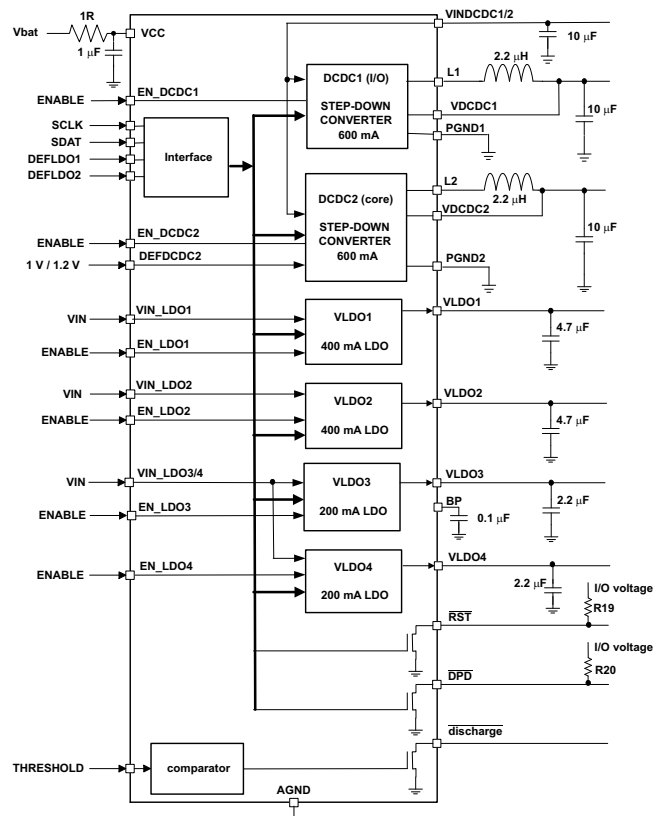 1R
Vbat
VCC
1 μF
VINDCDC1/2
10 μF
2.2 μH
L1
DCDC1 (I/O)
STEP-DOWN
CONVERTER
600 mA
VDCDC1
10 μF
PGND1
ENABLE
EN_DCDC1
SCLK
SDAT
DEFLDO1
DEFLDO2
Interface
L2
2.2 μH
DCDC2 (core)
VDCDC2
STEP-DOWN
CONVERTER
600 mA
10 μF
PGND2
ENABLE
EN_DCDC2
1 V / 1.2 V
DEFDCDC2
VIN
VIN_LDO1
VLDO1
400 mA LDO
VLDO1
4.7 μF
ENABLE
EN_LDO1
VIN
VIN_LDO2
VLDO2
400 mA LDO
VLDO2
4.7 μF
ENABLE
EN_LDO2
VIN
VIN_LDO3/4
VLDO3
200 mA LDO
VLDO3
BP
0.1 μF
2.2 μF
ENABLE
EN_LDO3
VLDO4
200 mA LDO
VLDO4
2.2 μF
ENABLE
EN_LDO4
I/O voltage
R19
RST
I/O voltage
R20
DPD
discharge
THRESHOLD
comparator
AGND